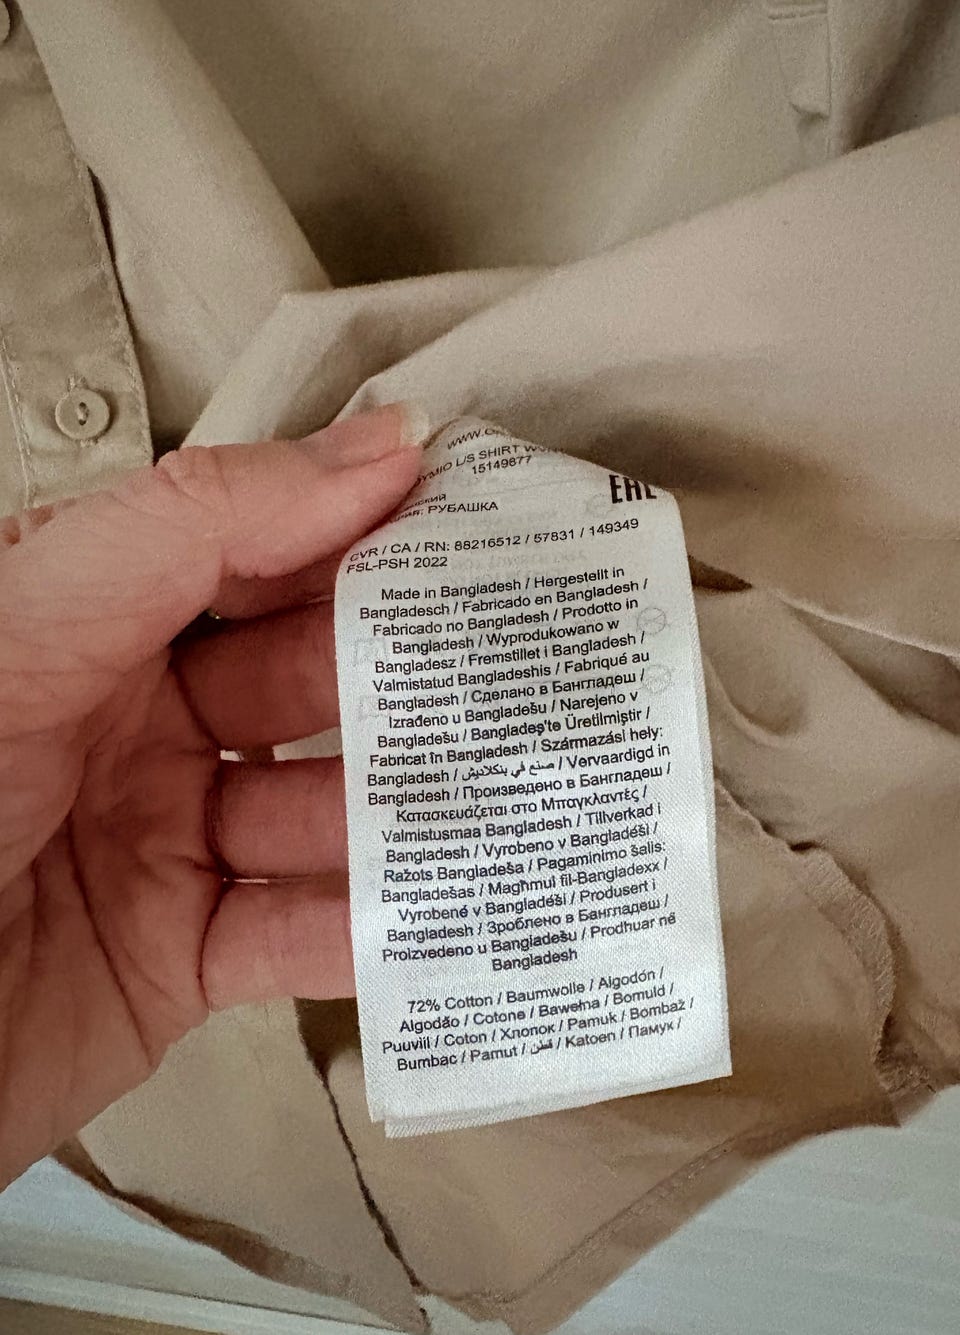 WWW.
L/S SHIRT
15149877
EAC
РУБАШКА
CVR / CA / RN: 88216512 / 57831 / 149349
FSL-PSH 2022
Made in Bangladesh / Hergestellt in
Bangladesch / Fabricado en Bangladesh /
Fabricado no Bangladesh / Prodotto in
Bangladesh / Wyprodukowano w
Bangladesz / Fremstillet i Bangladesh /
Valmistatud Bangladeshis / Fabriqué au
Bangladesh / Сделано в Бангладеш /
Izrađeno u Bangladešu / Narejeno v
Bangladešu / Bangladeş'te Üretilmiştir /
Fabricat în Bangladesh / Származási hely:
Bangladesh / صنع في بنكلاديش / Vervaardigd in
Bangladesh / Произведено в Бангладеш /
Κατασκευάζεται στο Μπαγκλαντές /
Valmistusmaa Bangladesh / Tillverkad i
Bangladesh / Vyrobeno v Bangladéši /
Ražots Bangladeša / Pagaminimo šalis:
Bangladešas / Magħmul fil-Bangladexx /
Vyrobené v Bangladéši / Produsert i
Bangladesh / Зроблено в Бангладеш /
Proizvedeno u Bangladešu / Prodhuar në
Bangladesh
72% Cotton / Baumwolle / Algodón /
Algodão / Cotone / Bawełna / Bomuld /
Puuvill / Coton / Хлопок / Pamuk / Bombaž /
Bumbac / Pamut / قطن / Katoen / Памук /